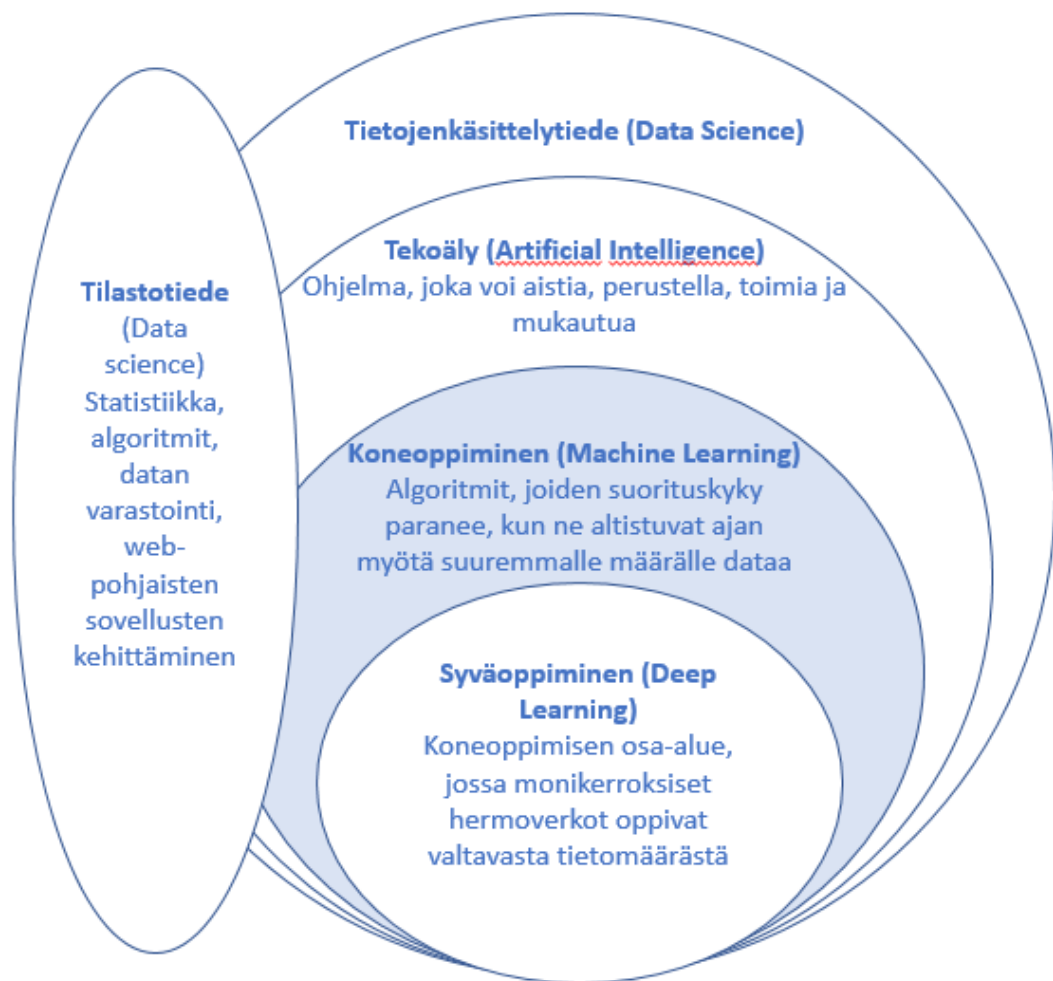 Tietojenkäsittelytiede (Data Science)
Tekoäly (Artificial Intelligence)
Ohjelma, joka voi aistia, perustella, toimia ja
mukautua
Tilastotiede
(Data
science)
Statistiikka,
algoritmit,
datan
varastointi,
web-
pohjaisten
sovellusten
kehittäminen
Koneoppiminen (Machine Learning)
Algoritmit, joiden suorituskyky
paranee, kun ne altistuvat ajan
myötä suuremmalle määrälle dataa
Syväoppiminen (Deep
Learning)
Koneoppimisen osa-alue,
jossa monikerroksiset
hermoverkot oppivat
valtavasta tietomäärästä